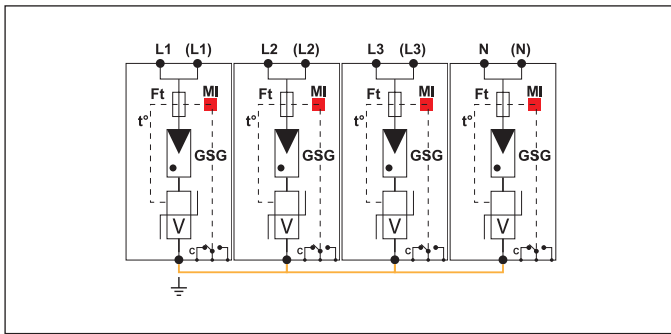 L1 (L1) L2 (L2) L3 (L3) N (N)
Ft MI Ft MI Ft MI Ft MI
t° t° t° t°
GSG GSG GSG GSG
V V V V
C C C C